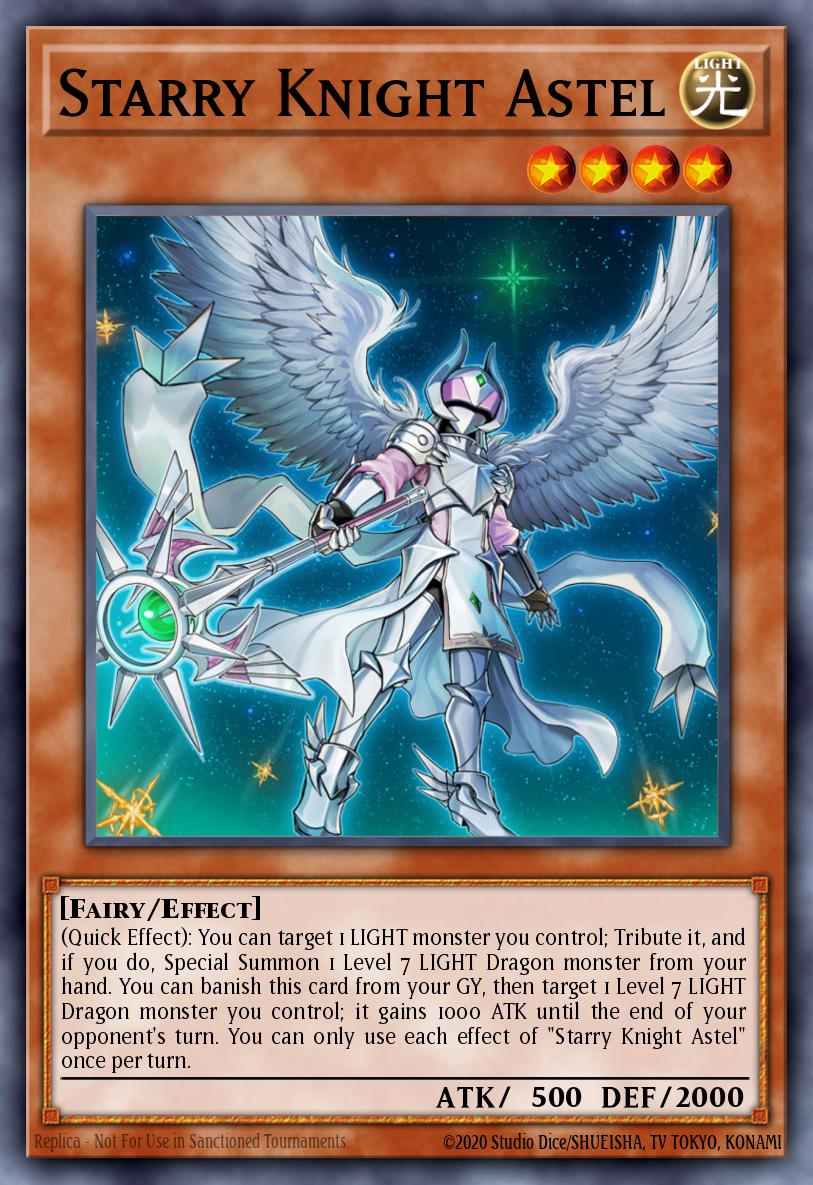 Starry Knight Astel
LIGHT
光
[Fairy/Effect]
(Quick Effect): You can target 1 LIGHT monster you control; Tribute it, and
if you do, Special Summon 1 Level 7 LIGHT Dragon monster from your
hand. You can banish this card from your GY, then target 1 Level 7 LIGHT
Dragon monster you control; it gains 1000 ATK until the end of your
opponent's turn. You can only use each effect of "Starry Knight Astel"
once per turn.
ATK/ 500 DEF/2000
Replica - Not For Use in Sanctioned Tournaments.
©2020 Studio Dice/SHUEISHA, TV TOKYO, KONAMI